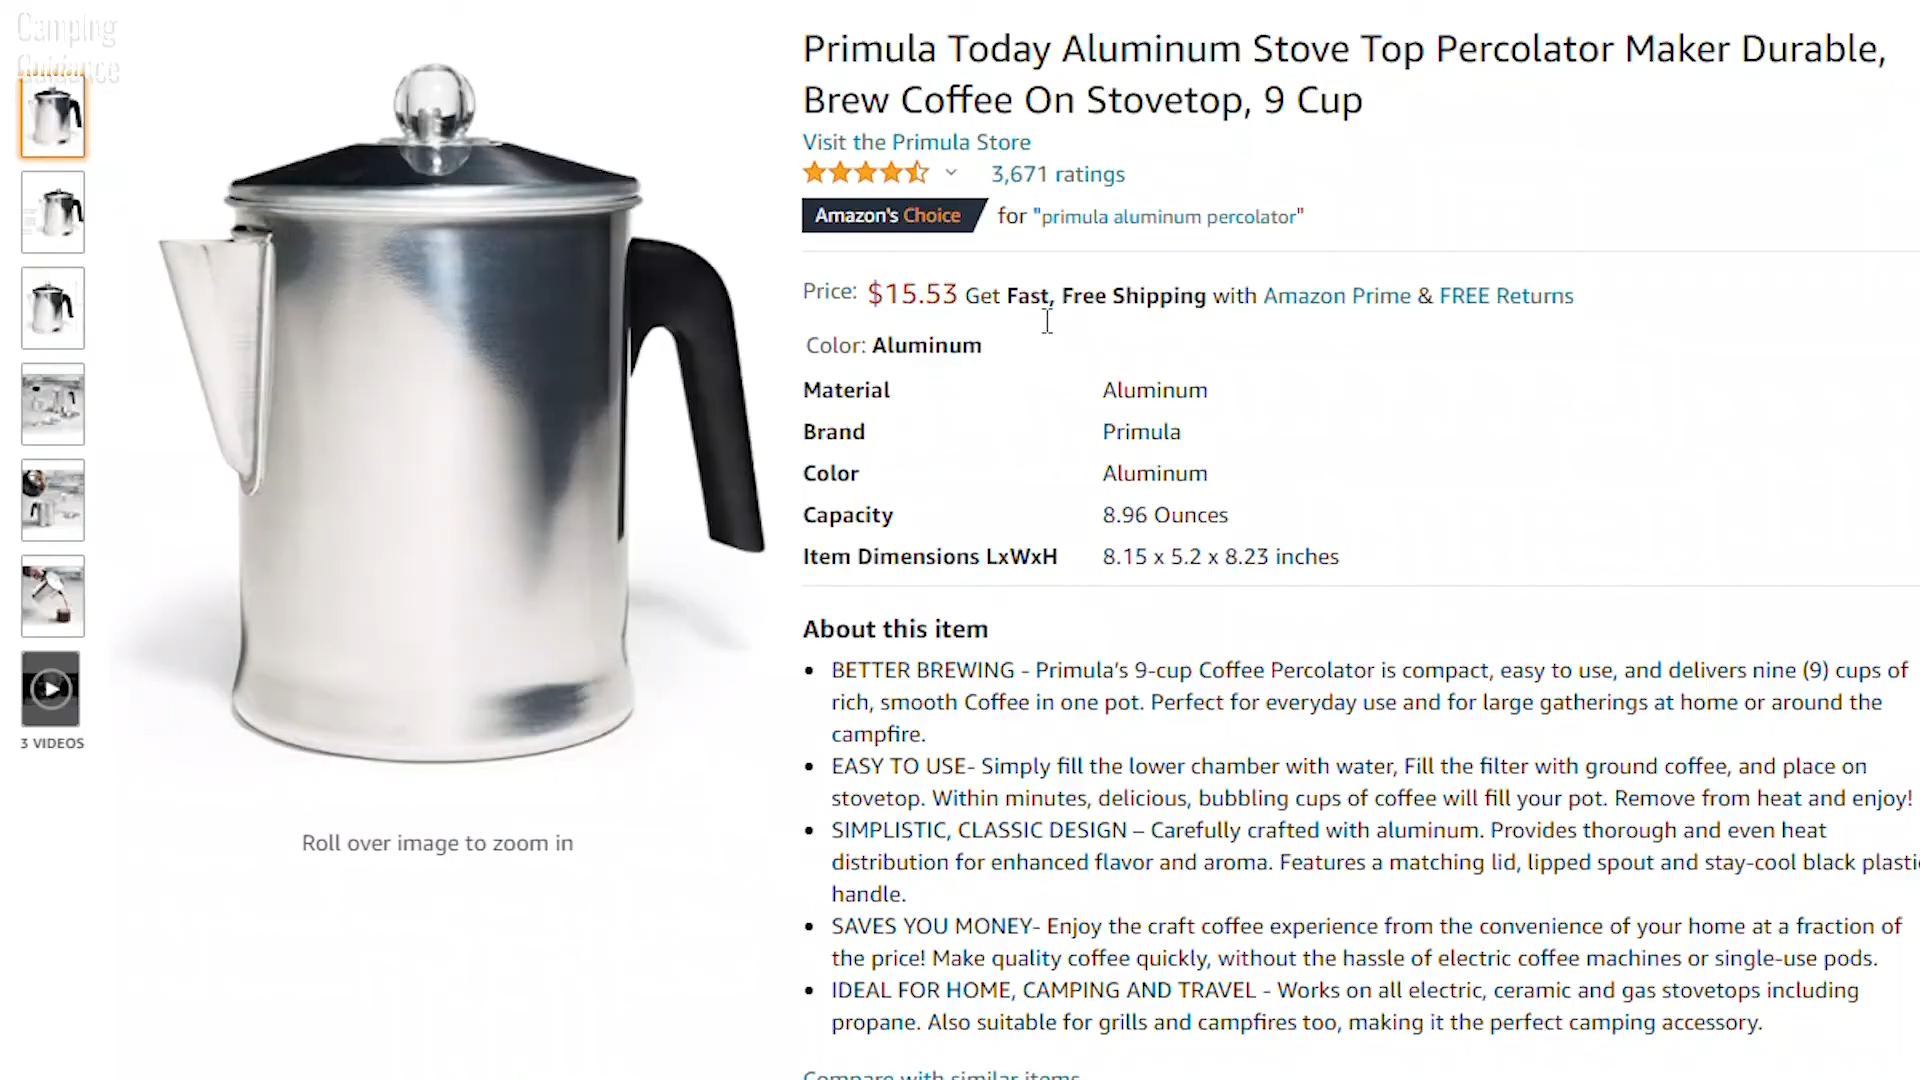 Camping
Guidance
3 VIDEOS
Roll over image to zoom in
Primula Today Aluminum Stove Top Percolator Maker Durable,
Brew Coffee On Stovetop, 9 Cup
Visit the Primula Store
3,671 ratings
Amazon's Choice for "primula aluminum percolator"
Price: $15.53 Get Fast, Free Shipping with Amazon Prime & FREE Returns
Color: Aluminum
Material Aluminum
Brand Primula
Color Aluminum
Capacity 8.96 Ounces
Item Dimensions LxWxH 8.15 x 5.2 x 8.23 inches
About this item
• BETTER BREWING - Primula's 9-cup Coffee Percolator is compact, easy to use, and delivers nine (9) cups of
rich, smooth Coffee in one pot. Perfect for everyday use and for large gatherings at home or around the
campfire.
• EASY TO USE- Simply fill the lower chamber with water, Fill the filter with ground coffee, and place on
stovetop. Within minutes, delicious, bubbling cups of coffee will fill your pot. Remove from heat and enjoy!
• SIMPLISTIC, CLASSIC DESIGN – Carefully crafted with aluminum. Provides thorough and even heat
distribution for enhanced flavor and aroma. Features a matching lid, lipped spout and stay-cool black plastic
handle.
• SAVES YOU MONEY- Enjoy the craft coffee experience from the convenience of your home at a fraction of
the price! Make quality coffee quickly, without the hassle of electric coffee machines or single-use pods.
• IDEAL FOR HOME, CAMPING AND TRAVEL - Works on all electric, ceramic and gas stovetops including
propane. Also suitable for grills and campfires too, making it the perfect camping accessory.
Compare with similar items